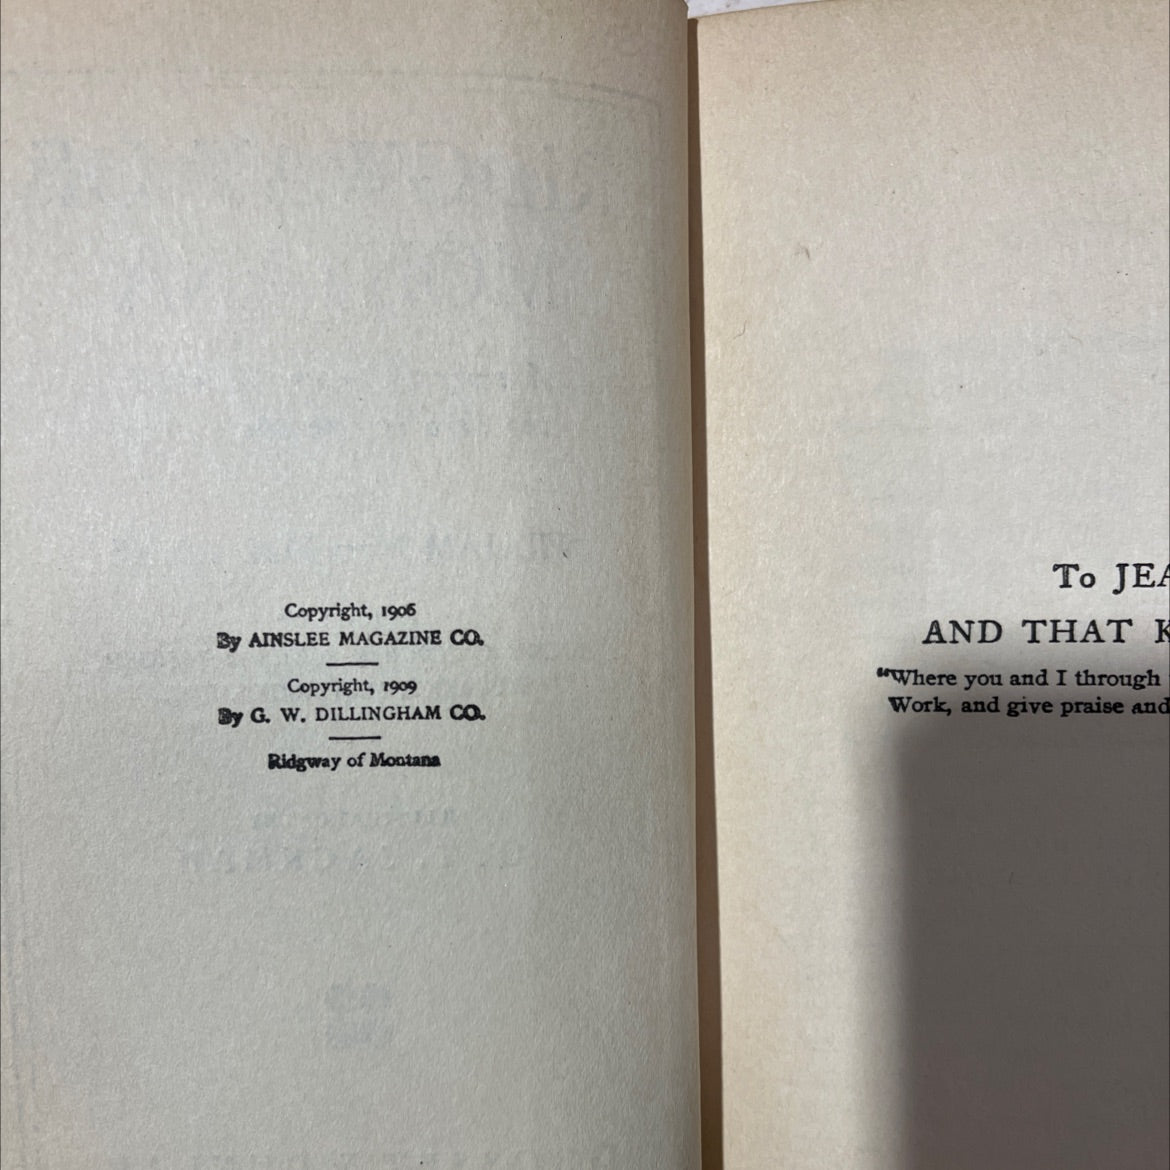 Copyright, 1906
By AINSLEE MAGAZINE CO.
Copyright, 1909
By G. W. DILLINGHAM CO.
Ridgway of Montana
To JEA
AND THAT K
"Where you and I through
Work, and give praise and